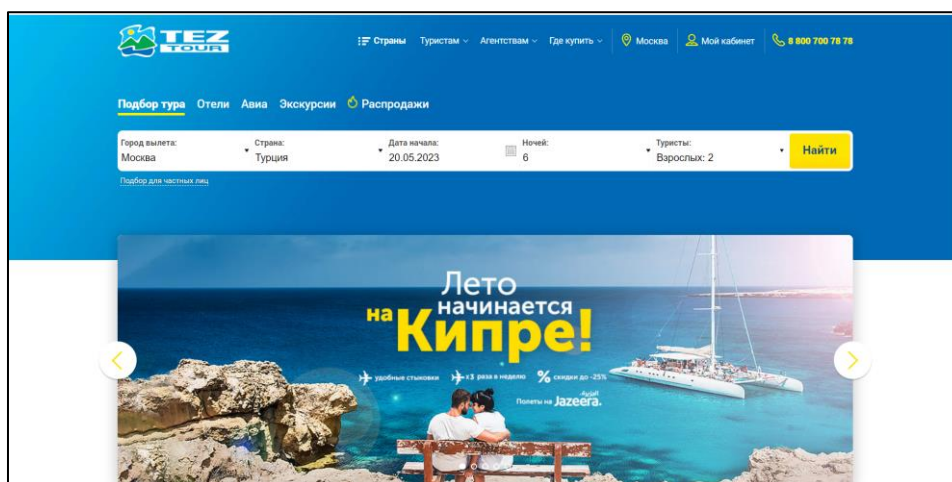 TEZ
TOUR
Страны Туристам Агентствам Где купить Москва Мой кабинет 8 800 700 78 78
Подбор тура Отели Авиа Экскурсии Распродажи
Город вылета: Страна: Дата начала: Ночей: Туристы:
Москва Турция 20.05.2023 6 Взрослых: 2 Найти
Подбор для частных лиц
Лето
начинается
на Кипре!
удобные стыковки x3 раза в неделю % скидки до -25%
Полеты на Jazeera.